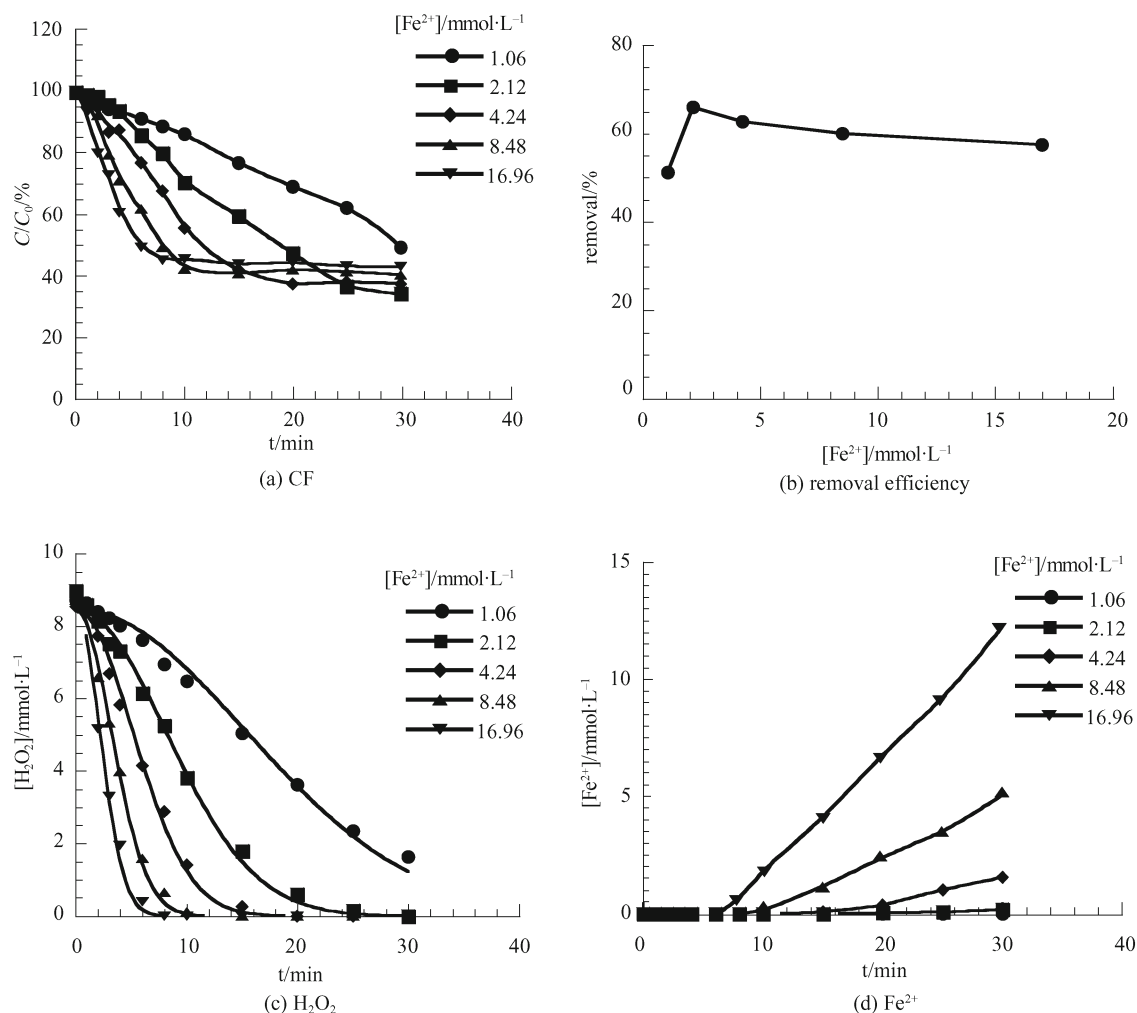 [Fe²⁺]/mmol·L⁻¹
1.06
2.12
4.24
8.48
16.96
120
100
80
60
40
20
0
C/C₀/%
0 10 20 30 40
t/min
(a) CF
80
60
40
20
0
removal/%
0 5 10 15 20
[Fe²⁺]/mmol·L⁻¹
(b) removal efficiency
[Fe²⁺]/mmol·L⁻¹
1.06
2.12
4.24
8.48
16.96
10
8
6
4
2
0
[H₂O₂]/mmol·L⁻¹
0 10 20 30 40
t/min
(c) H₂O₂
[Fe²⁺]/mmol·L⁻¹
1.06
2.12
4.24
8.48
16.96
15
10
5
0
[Fe²⁺]/mmol·L⁻¹
0 10 20 30 40
t/min
(d) Fe²⁺